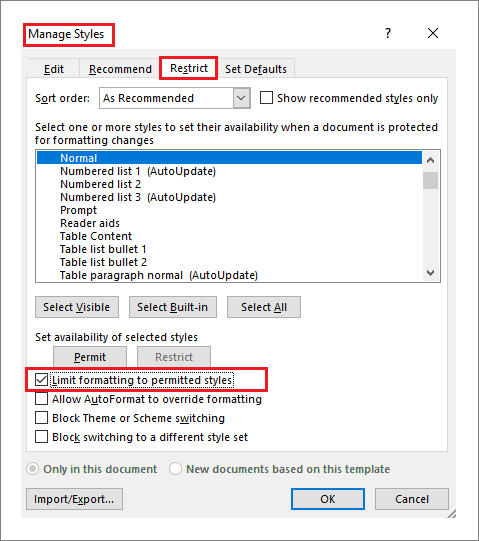 Manage Styles
Edit Recommend Restrict Set Defaults
Sort order: As Recommended Show recommended styles only
Select one or more styles to set their availability when a document is protected
for formatting changes
Normal
Numbered list 1 (AutoUpdate)
Numbered list 2
Numbered list 3 (AutoUpdate)
Prompt
Reader aids
Table Content
Table list bullet 1
Table list bullet 2
Table paragraph normal (AutoUpdate)
Select Visible Select Built-in Select All
Set availability of selected styles
Permit Restrict
Limit formatting to permitted styles
Allow AutoFormat to override formatting
Block Theme or Scheme switching
Block switching to a different style set
Only in this document New documents based on this template
Import/Export... OK Cancel